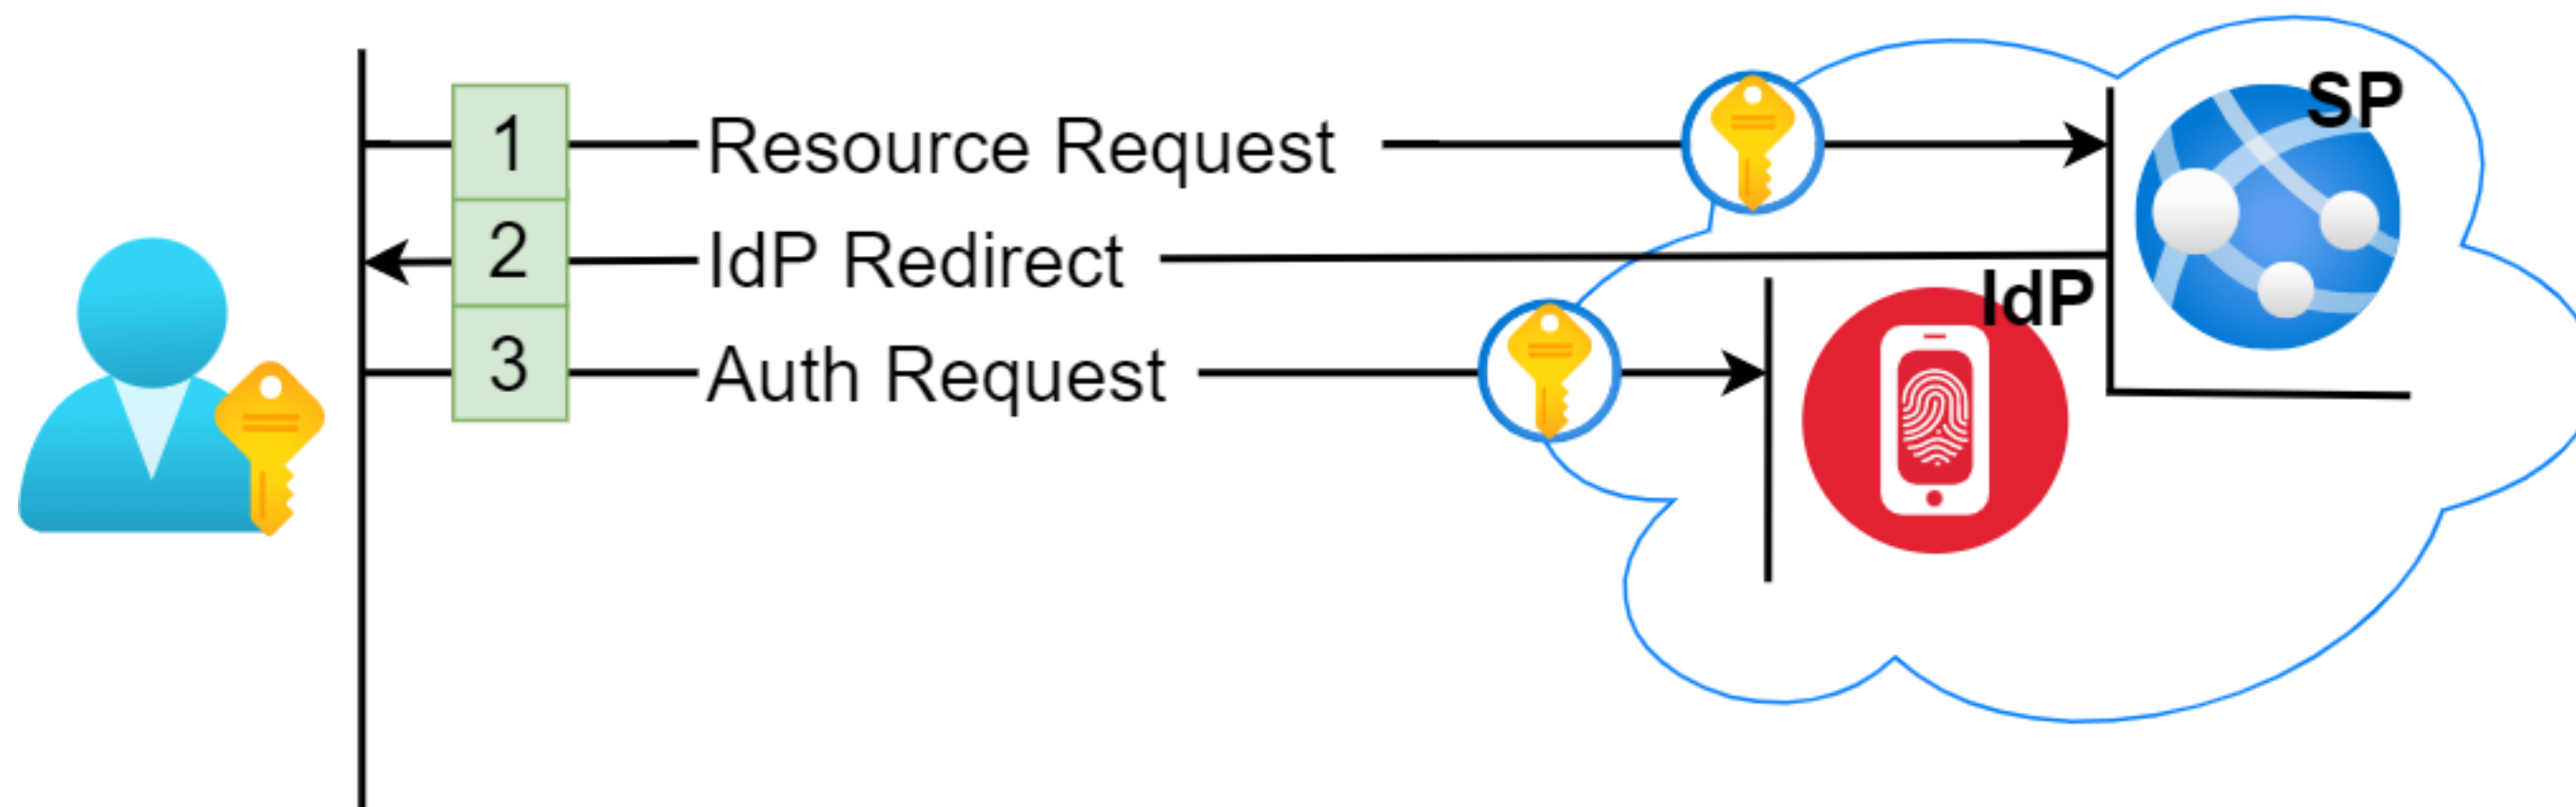 SP
1 Resource Request
2 IdP Redirect
IdP
3 Auth Request